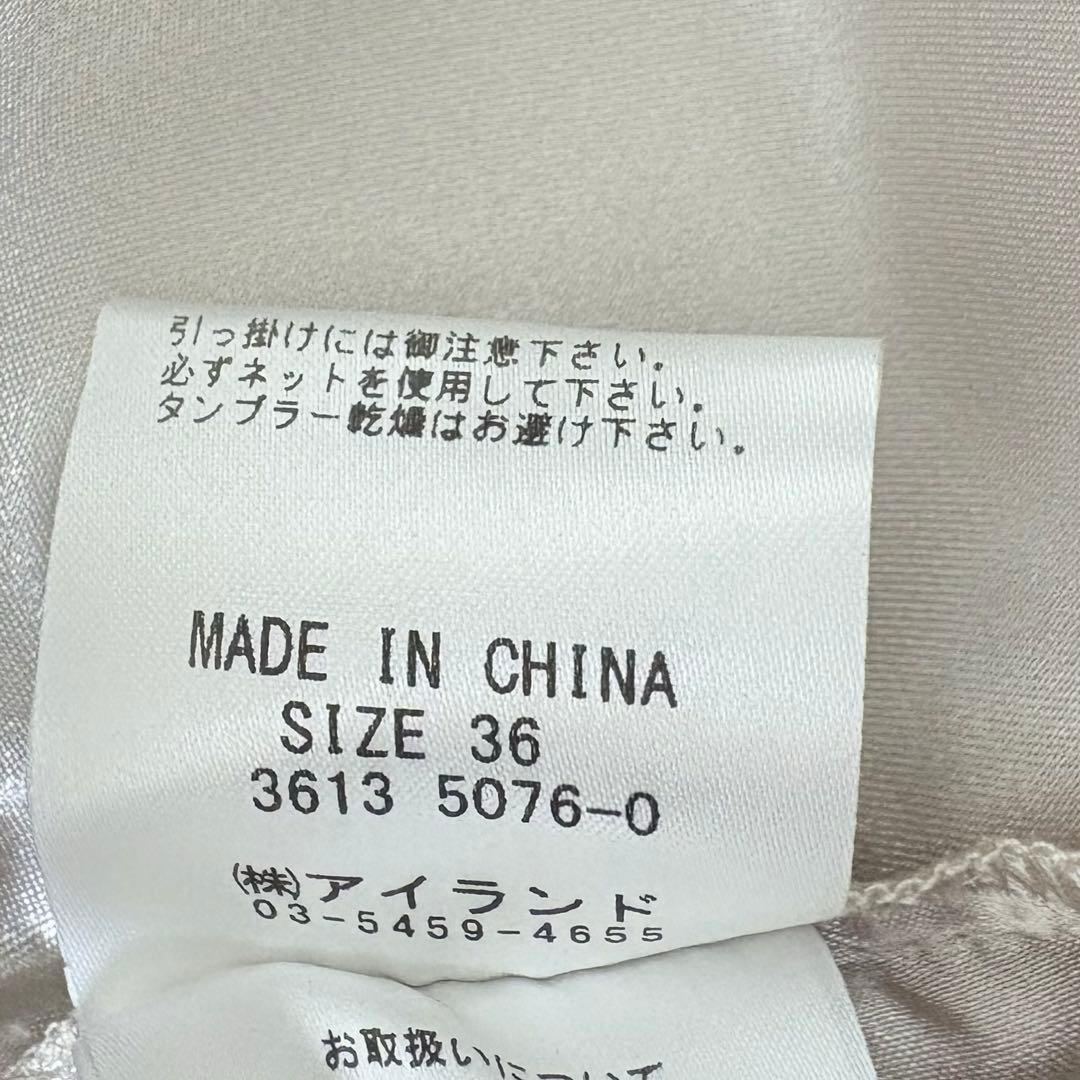 引っ掛けには御注意下さい。
必ずネットを使用して下さい。
タンブラー乾燥はお避け下さい。
MADE IN CHINA
SIZE 36
3613 5076-0
(株)アイランド
03-5459-4655
お取扱いについて